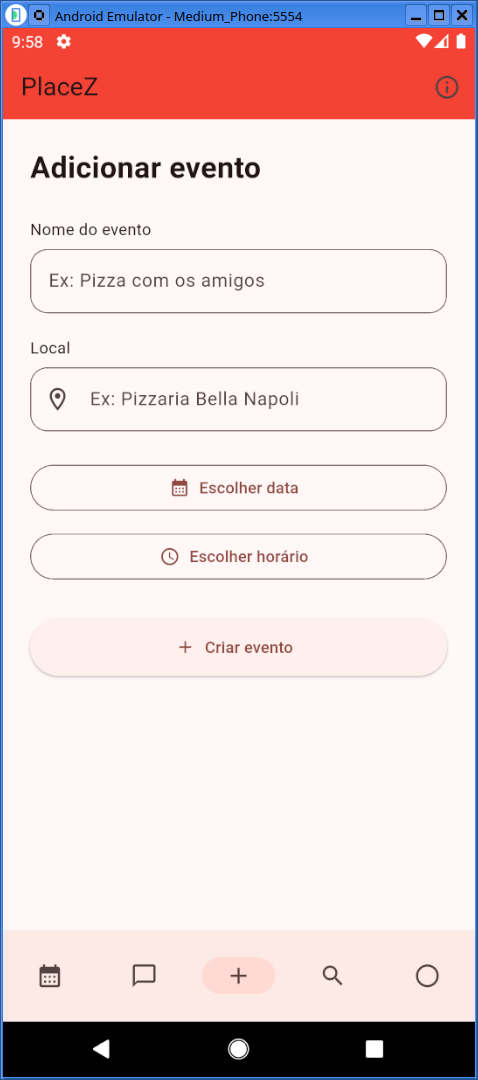 Android Emulator - Medium_Phone:5554
9:58
PlaceZ
Adicionar evento
Nome do evento
Ex: Pizza com os amigos
Local
Ex: Pizzaria Bella Napoli
Escolher data
Escolher horário
+ Criar evento